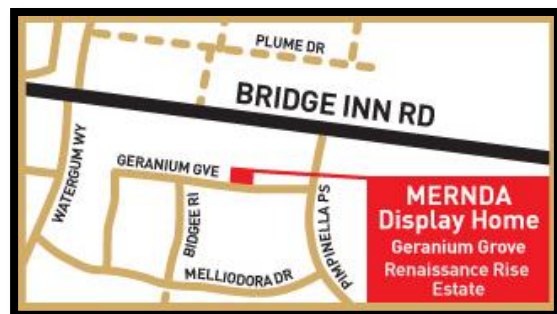 PLUME DR
BRIDGE INN RD
WATERGUM WY
GERANIUM GVE
BIDGEE RI
MELLIODORA DR
PIMPINELLA PS
MERNDA
Display Home
Geranium Grove
Renaissance Rise
Estate